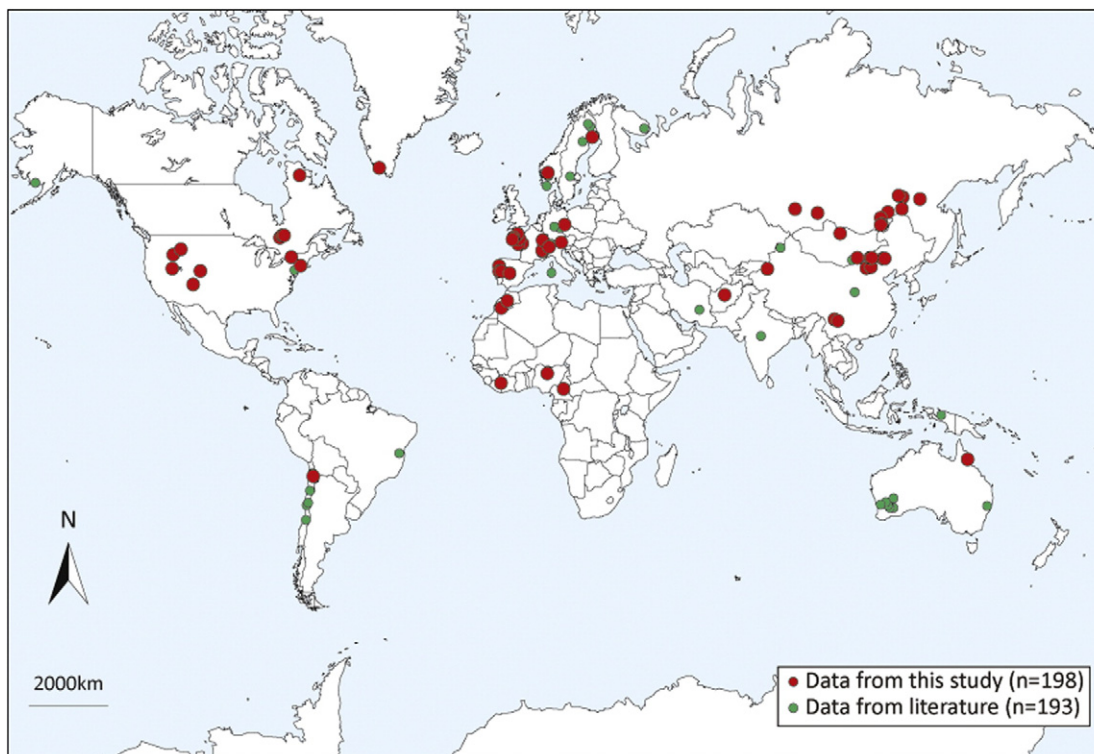 N
2000km
Data from this study (n=198)
Data from literature (n=193)